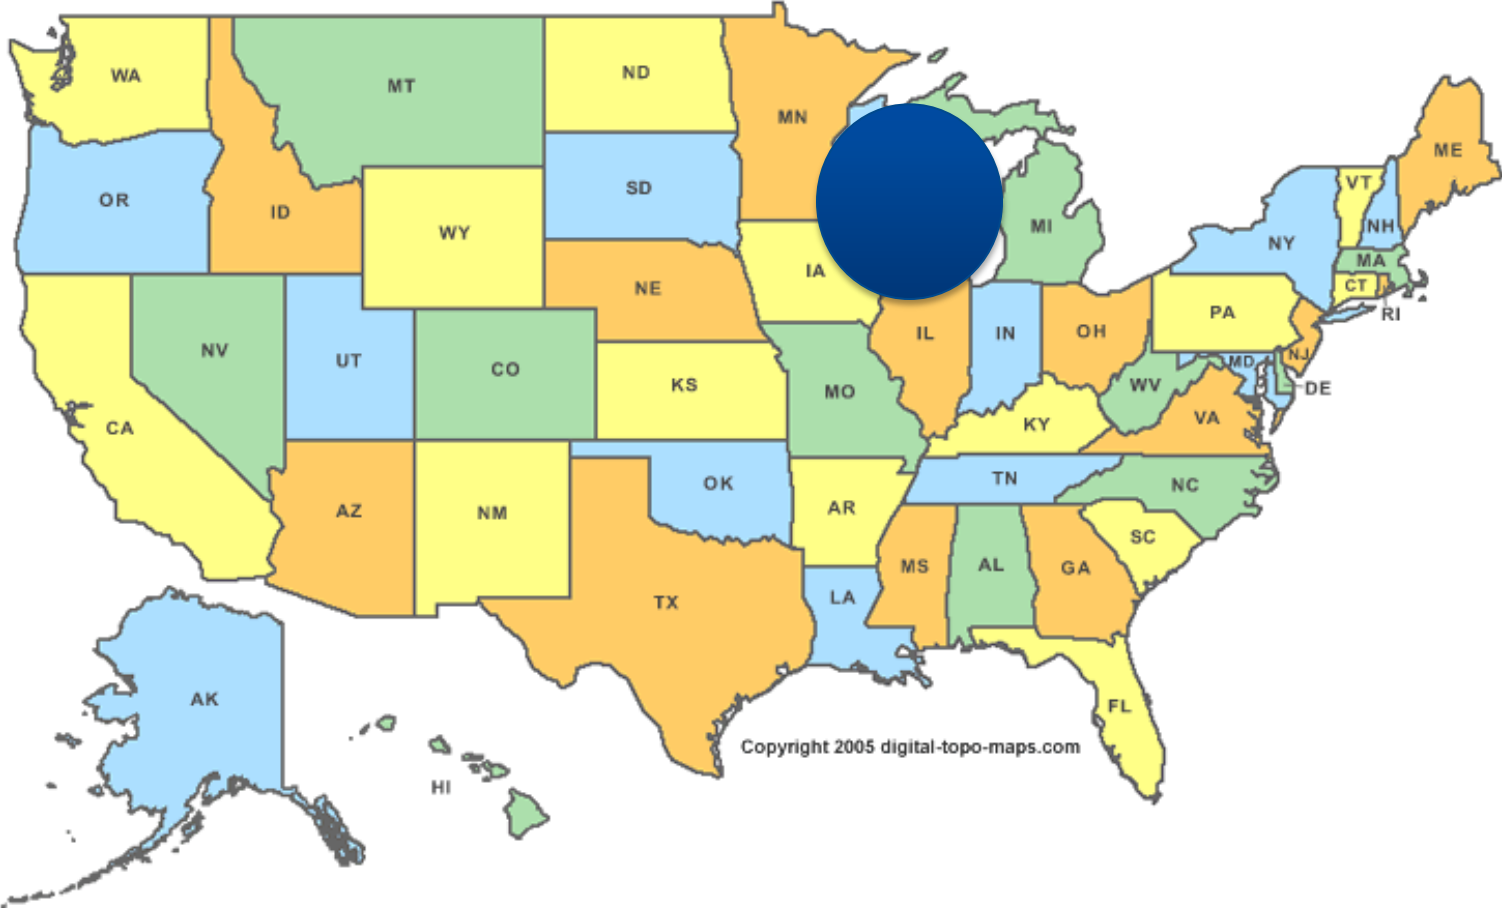 WA
MT
ND
MN
ME
OR
ID
SD
WY
MI
VT
NH
NY
MA
IA
NE
CT
RI
PA
NV
UT
CO
KS
MO
IL
IN
OH
NJ
MD
DE
WV
VA
CA
KY
AZ
NM
OK
AR
TN
NC
SC
TX
LA
MS
AL
GA
AK
FL
HI
Copyright 2005 digital-topo-maps.com